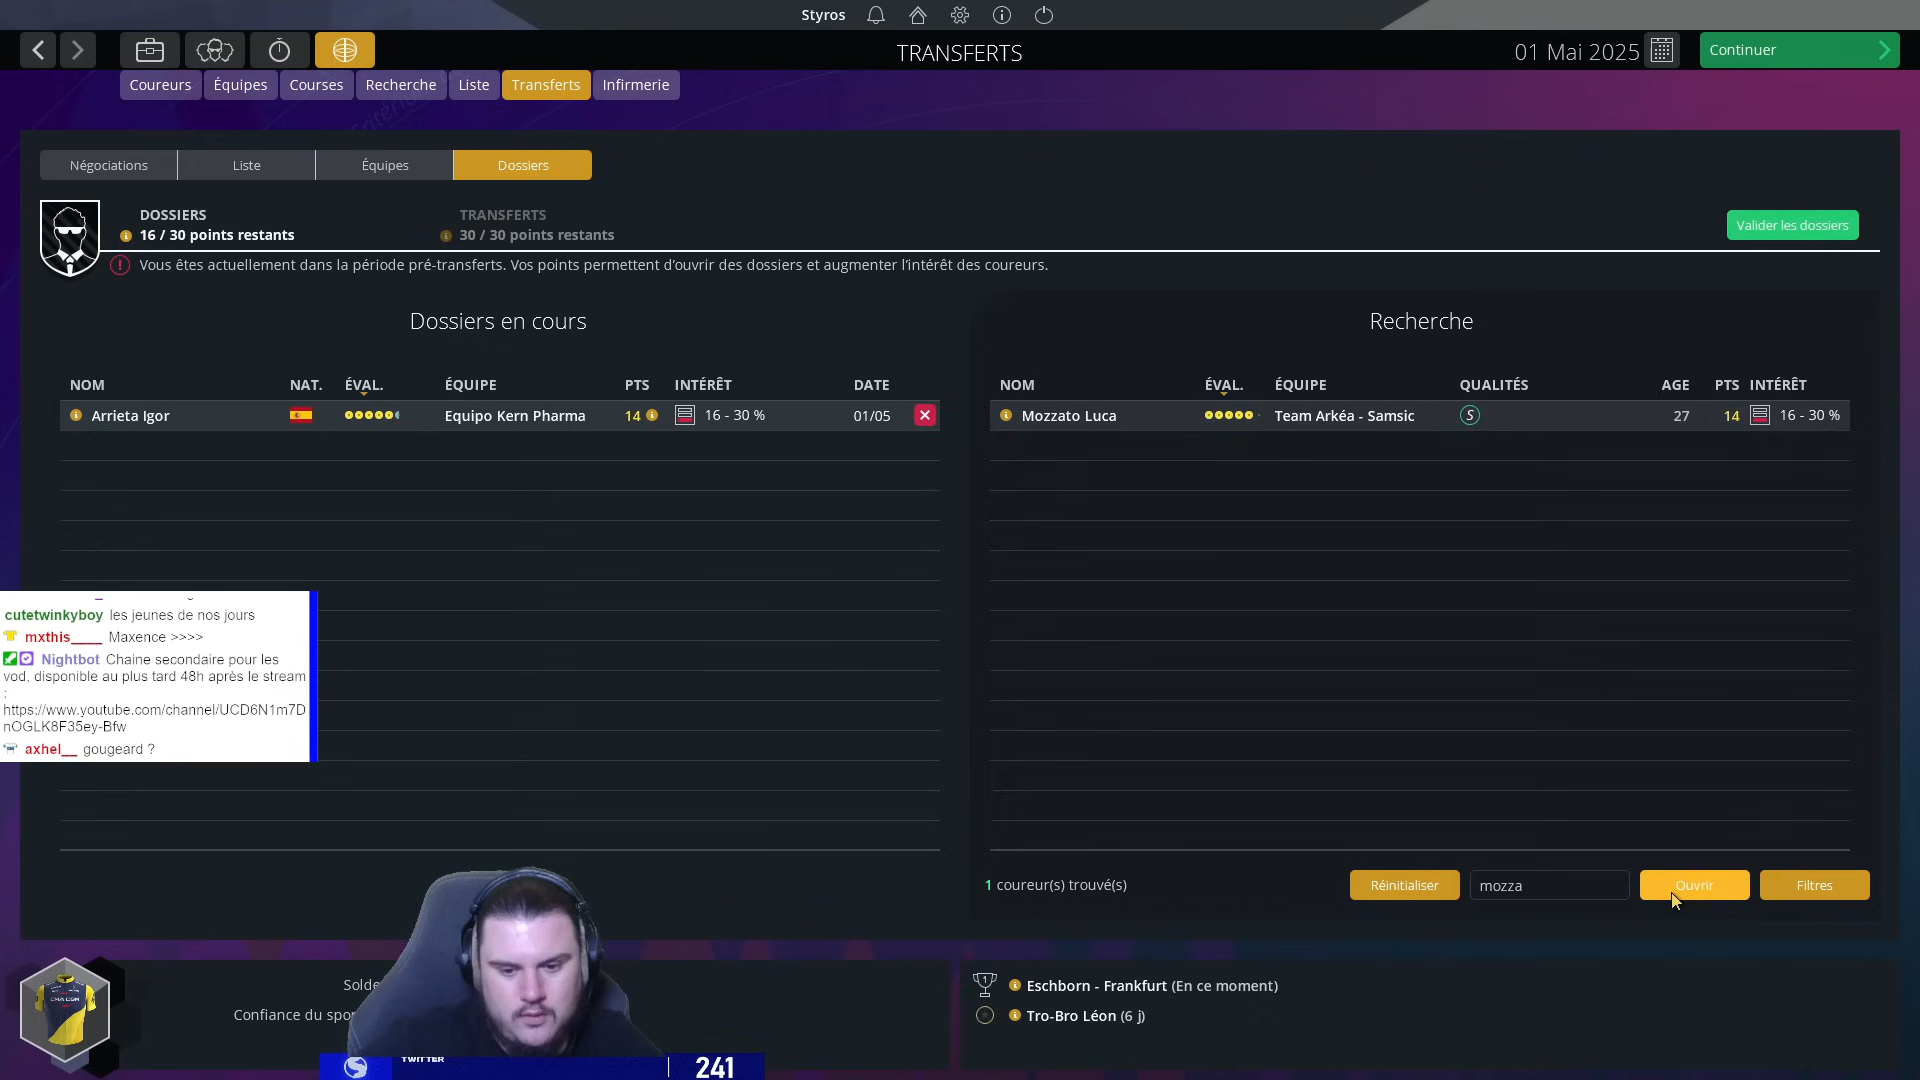 Styros
TRANSFERTS
01 Mai 2025
Continuer
Coureurs
Équipes
Courses
Recherche
Liste
Transferts
Infirmerie
Négociations
Liste
Équipes
Dossiers
DOSSIERS
16 / 30 points restants
TRANSFERTS
30 / 30 points restants
Valider les dossiers
Vous êtes actuellement dans la période pré-transferts. Vos points permettent d'ouvrir des dossiers et augmenter l'intérêt des coureurs.
Dossiers en cours
NOM NAT. ÉVAL. ÉQUIPE PTS INTÉRÊT DATE
Arrieta Igor Equipo Kern Pharma 14 16 - 30 % 01/05
Recherche
NOM ÉVAL. ÉQUIPE QUALITÉS AGE PTS INTÉRÊT
Mozzato Luca Team Arkéa - Samsic S 27 14 16 - 30 %
cutetwinkyboy les jeunes de nos jours
mxthis____ Maxence >>>>
Nightbot Chaine secondaire pour les
vod, disponible au plus tard 48h après le stream
:
https://www.youtube.com/channel/UCD6N1m7D
nOGLK8F35ey-Bfw
axhel__ gougeard ?
1 coureur(s) trouvé(s)
Réinitialiser
mozza
Ouvrir
Filtres
Solde
Confiance du spo
Eschborn - Frankfurt (En ce moment)
Tro-Bro Léon (6 j)
CMA CGM
TWITTER
241